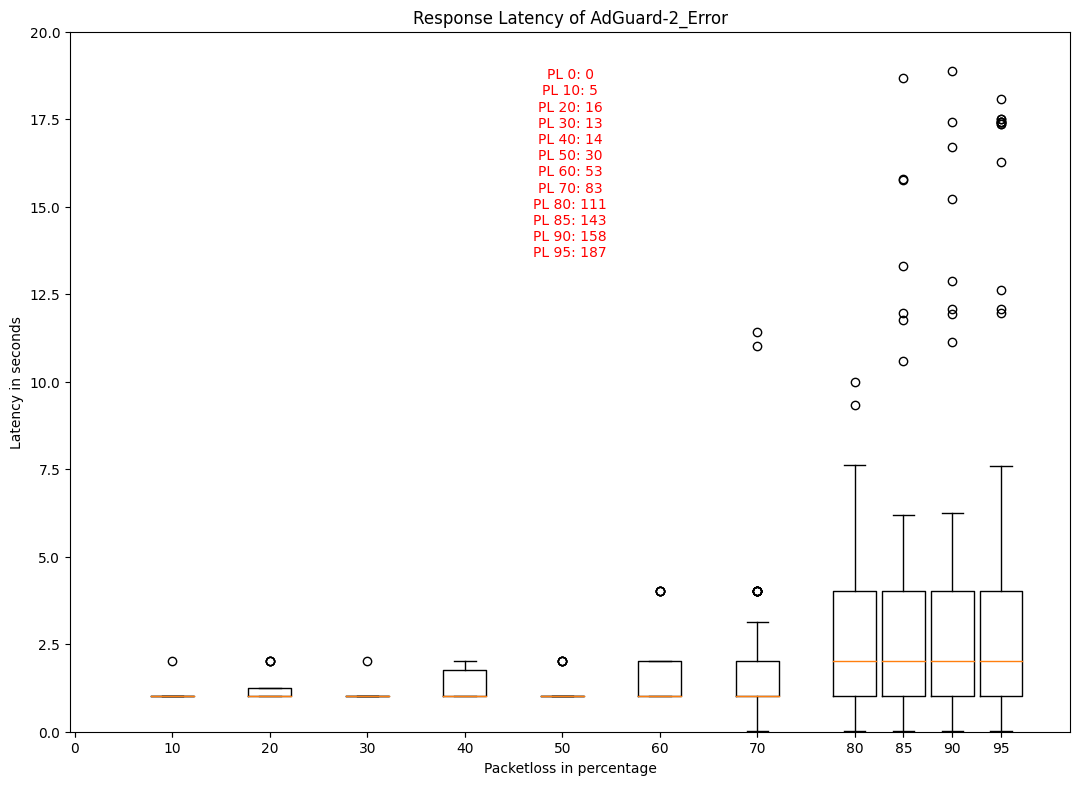 Response Latency of AdGuard-2_Error
20.0
17.5
15.0
12.5
10.0
7.5
5.0
2.5
0.0
Latency in seconds
PL 0: 0
PL 10: 5
PL 20: 16
PL 30: 13
PL 40: 14
PL 50: 30
PL 60: 53
PL 70: 83
PL 80: 111
PL 85: 143
PL 90: 158
PL 95: 187
0 10 20 30 40 50 60 70 80 85 90 95
Packetloss in percentage